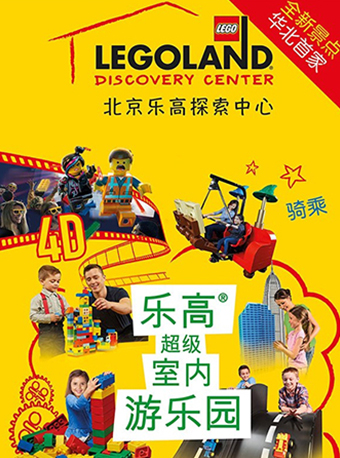 LEGO
LEGOLAND®
DISCOVERY CENTER
北京乐高探索中心
全新景点
华北首家
4D
骑乘
乐高®
超级
室内
游乐园